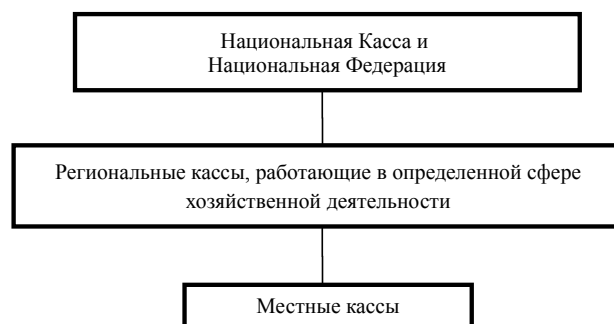 Национальная Касса и
Национальная Федерация
Региональные кассы, работающие в определенной сфере
хозяйственной деятельности
Местные кассы